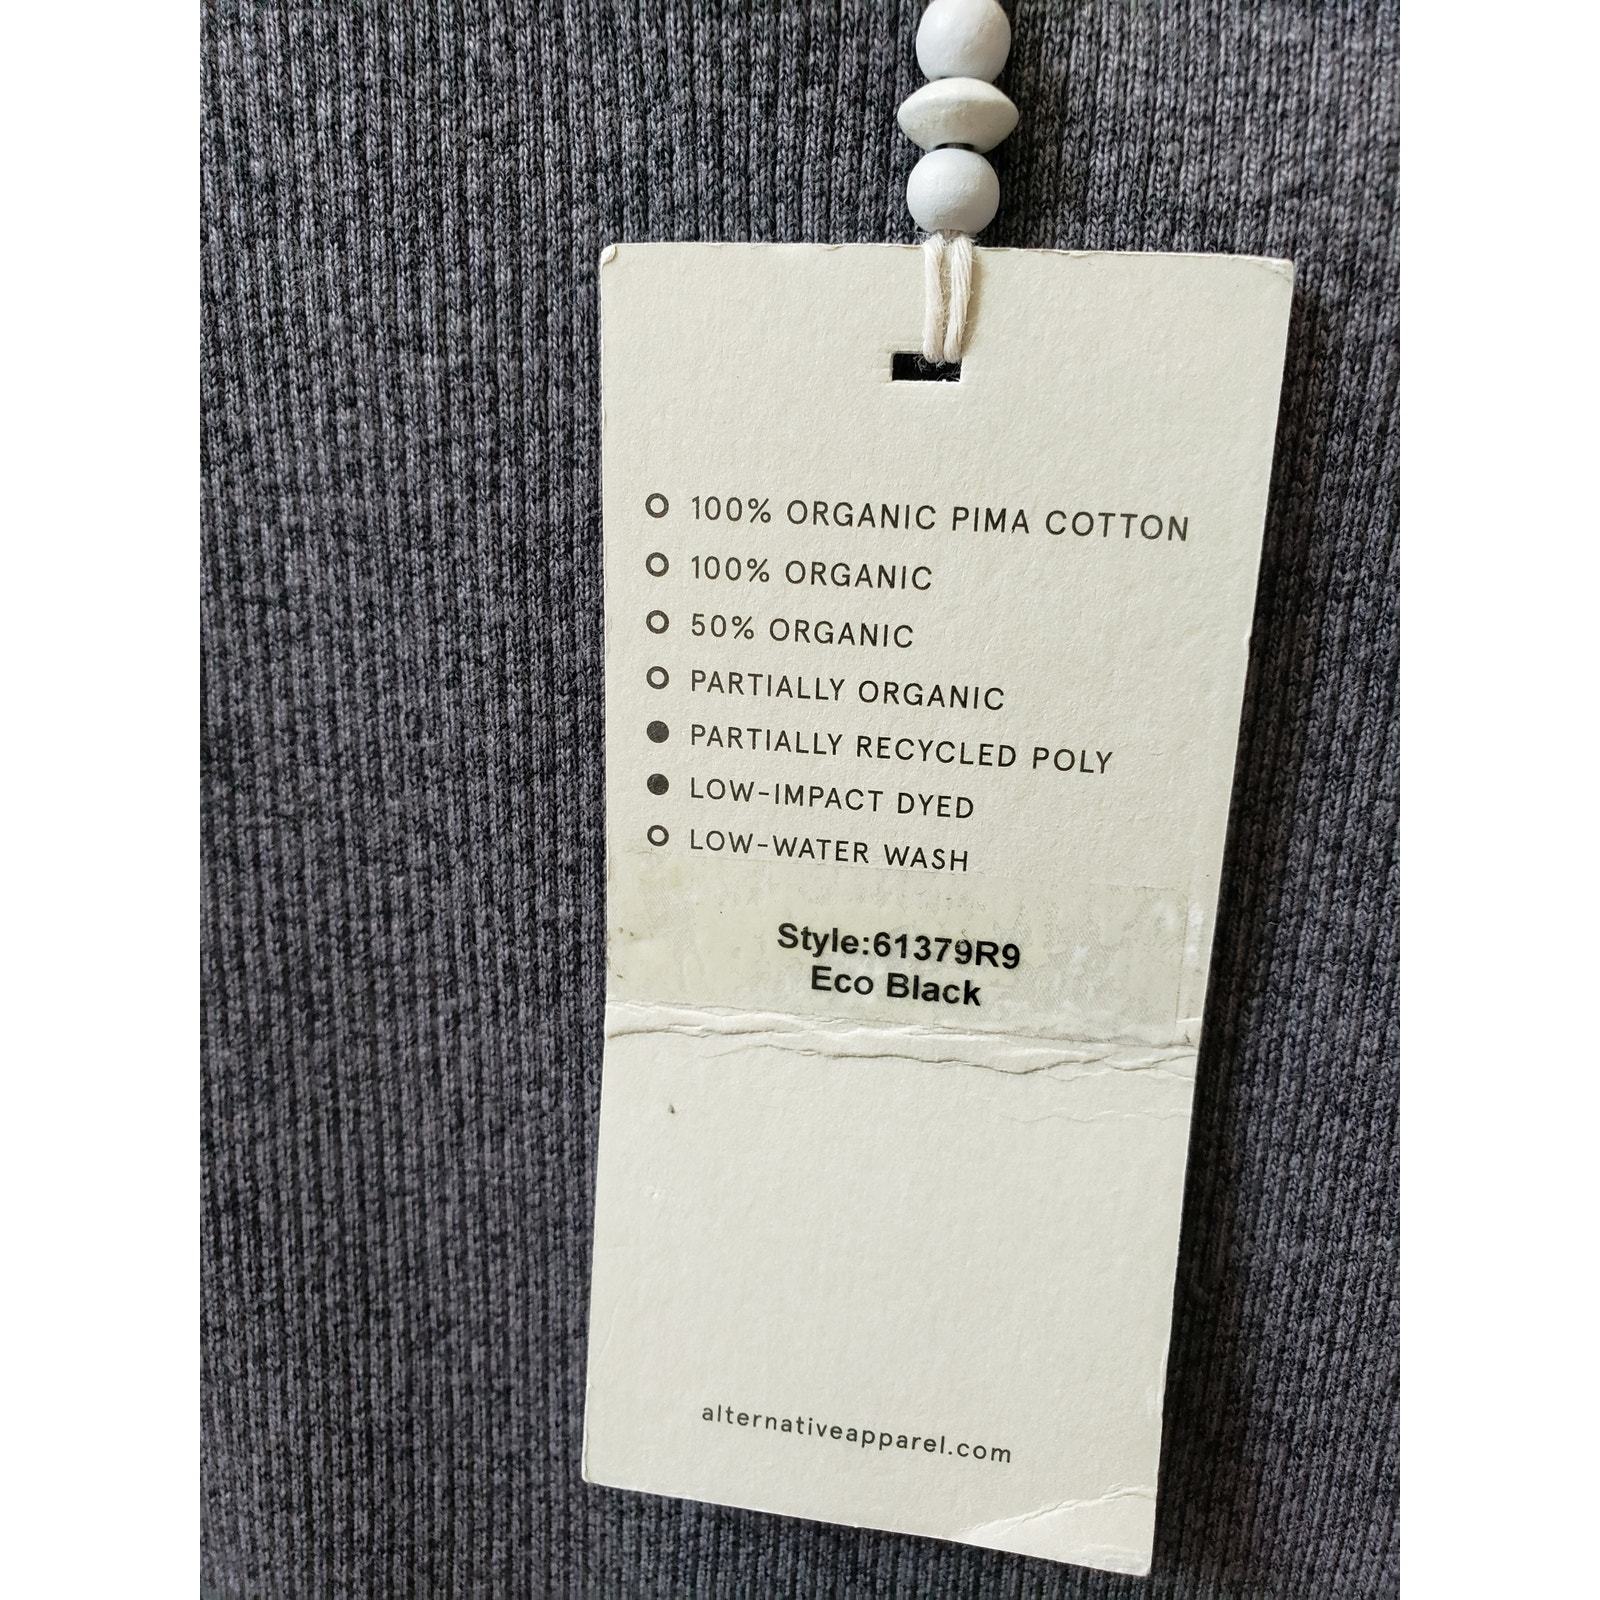 100% ORGANIC PIMA COTTON
100% ORGANIC
50% ORGANIC
PARTIALLY ORGANIC
PARTIALLY RECYCLED POLY
LOW-IMPACT DYED
LOW-WATER WASH
Style:61379R9
Eco Black
alternativeapparel.com